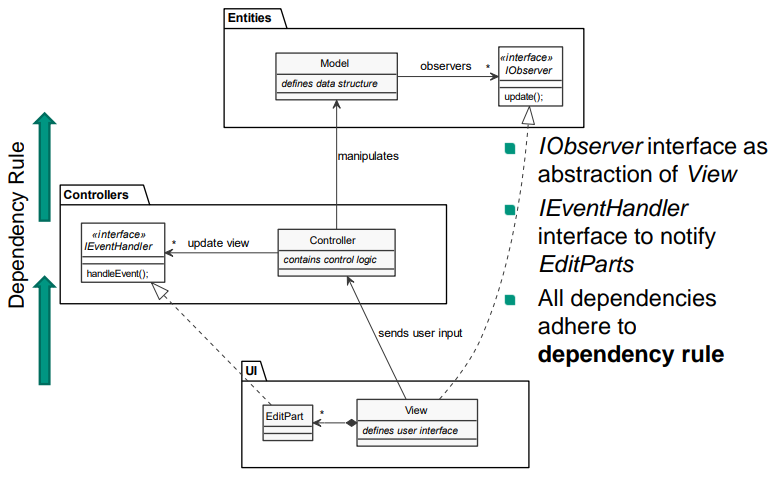 Entities
Model
defines data structure
observers
*
«interface»
IObserver
update();
manipulates
Dependency Rule
Controllers
«interface»
IEventHandler
handleEvent();
*
update view
Controller
contains control logic
sends user input
UI
EditPart
*
View
defines user interface
IObserver interface as
abstraction of View
IEventHandler
interface to notify
EditParts
All dependencies
adhere to
dependency rule